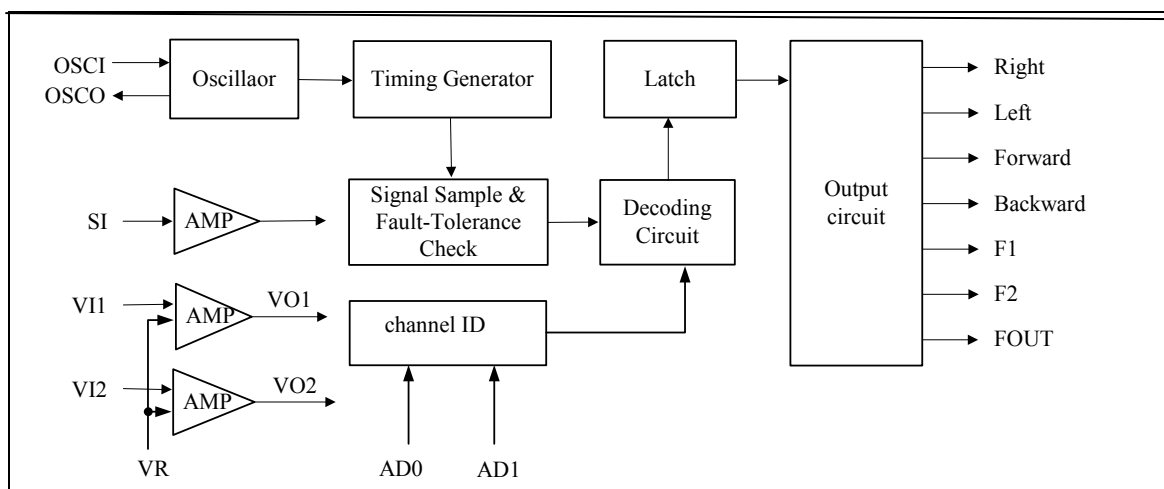 OSCI
OSCO
Oscillaor
Timing Generator
Latch
SI
AMP
Signal Sample &
Fault-Tolerance
Check
Decoding
Circuit
VI1
AMP
VO1
channel ID
VI2
AMP
VO2
VR
AD0
AD1
Output
circuit
Right
Left
Forward
Backward
F1
F2
FOUT